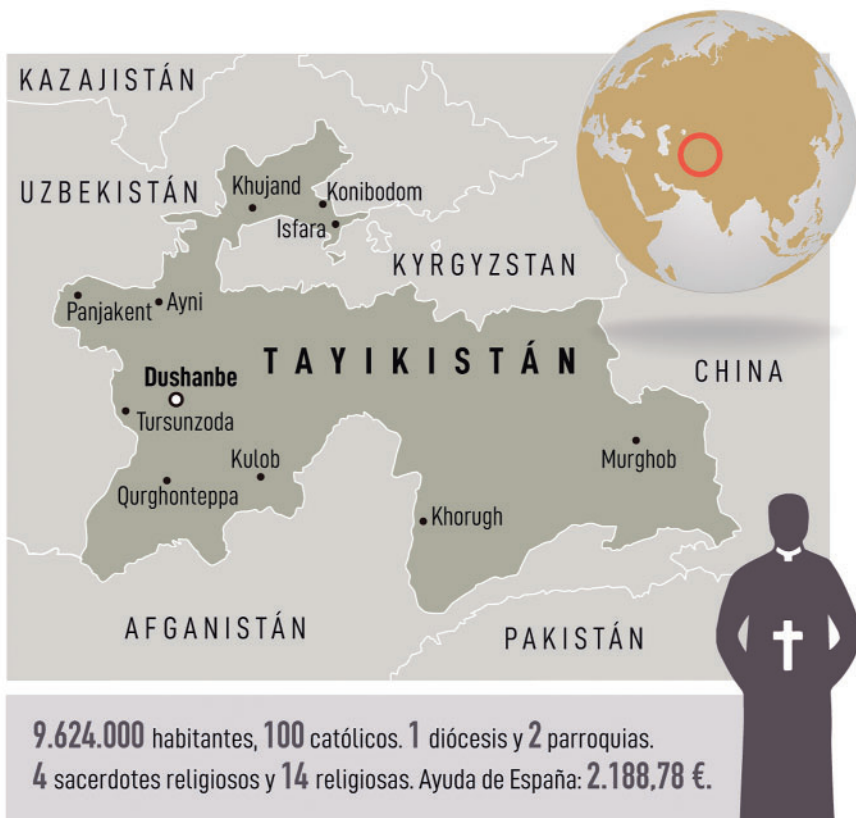 KAZAJISTÁN
UZBEKISTÁN
Khujand
Konibodom
Isfara
KYRGYZSTAN
Panjakent
Ayni
TAYIKISTÁN
CHINA
Dushanbe
Tursunzoda
Kulob
Murghob
Qurghonteppa
Khorugh
AFGANISTÁN
PAKISTÁN
9.624.000 habitantes, 100 católicos. 1 diócesis y 2 parroquias.
4 sacerdotes religiosos y 14 religiosas. Ayuda de España: 2.188,78 €.